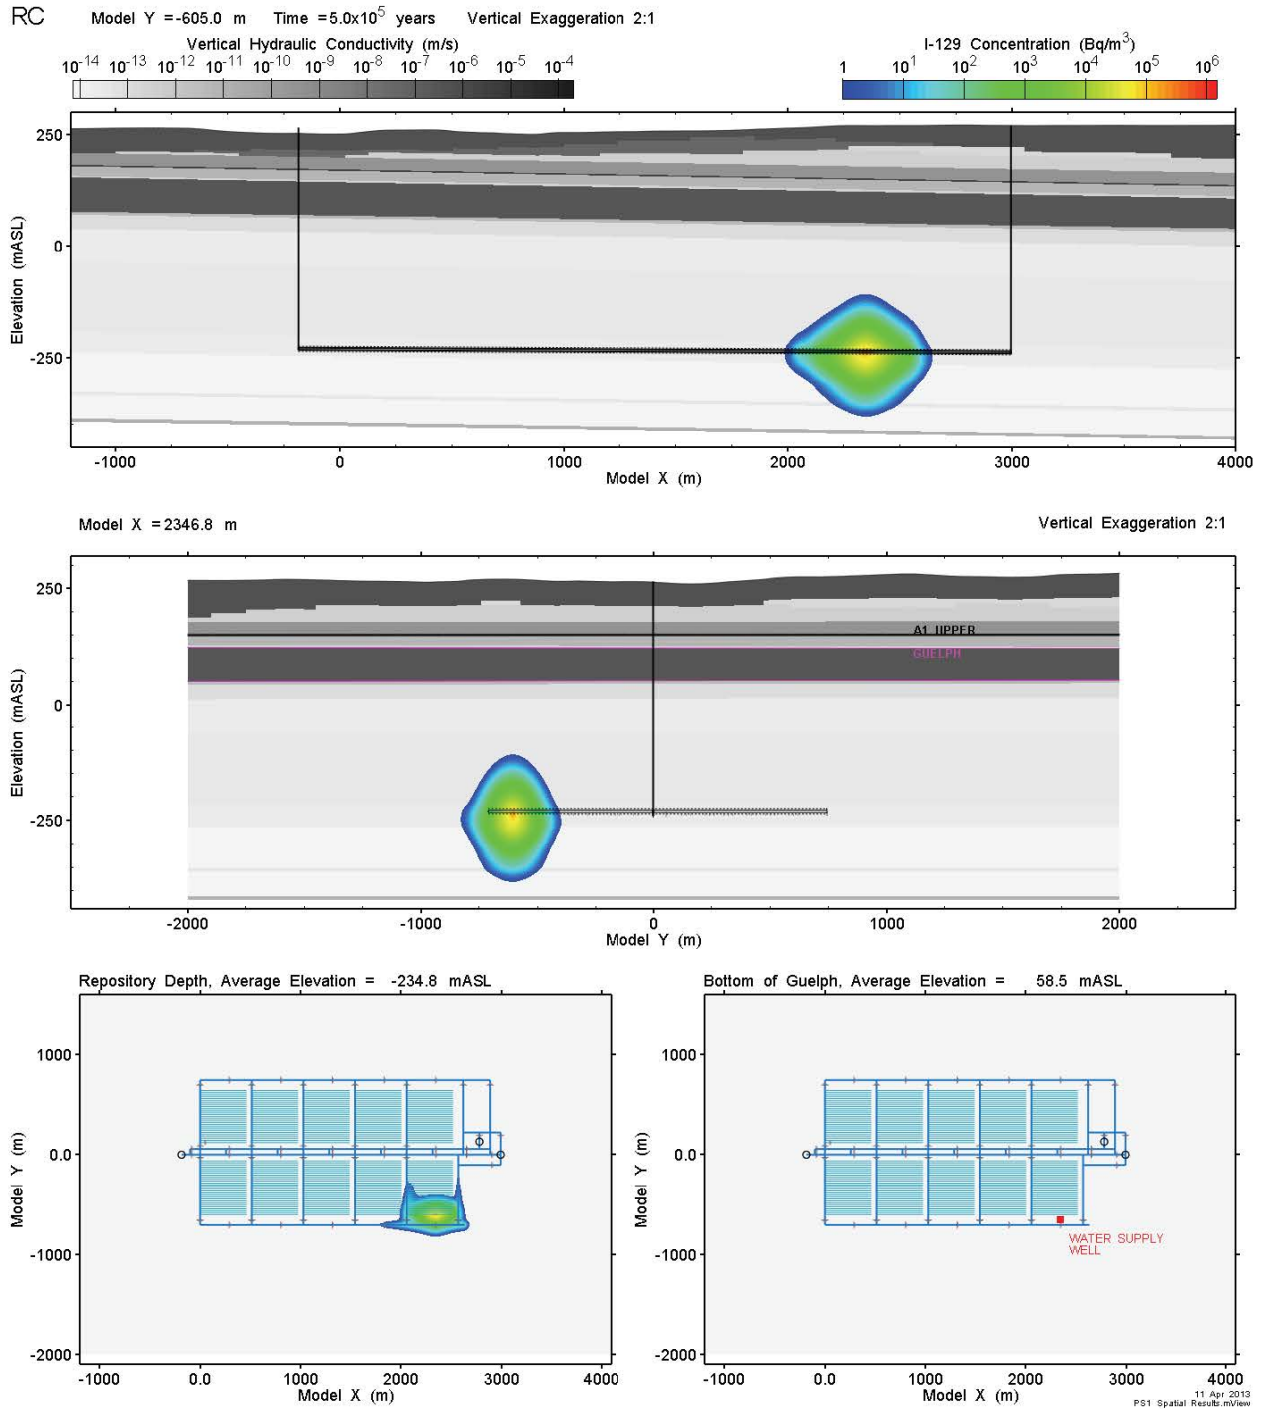 RC
Model Y =-605.0 m Time =5.0x10⁵ years Vertical Exaggeration 2:1
Vertical Hydraulic Conductivity (m/s)
I-129 Concentration (Bq/m³)
10⁻¹⁴ 10⁻¹³ 10⁻¹² 10⁻¹¹ 10⁻¹⁰ 10⁻⁹ 10⁻⁸ 10⁻⁷ 10⁻⁶ 10⁻⁵ 10⁻⁴
1 10¹ 10² 10³ 10⁴ 10⁵ 10⁶
250
0
-250
Elevation (mASL)
-1000 0 1000 2000 3000 4000
Model X (m)
Model X =2346.8 m
Vertical Exaggeration 2:1
250
0
-250
Elevation (mASL)
A1 UPPER
GUELPH
-2000 -1000 0 1000 2000
Model Y (m)
Repository Depth, Average Elevation = -234.8 mASL
1000
0.0
-1000
-2000
Model Y (m)
-1000 0.0 1000 2000 3000 4000
Model X (m)
Bottom of Guelph, Average Elevation = 58.5 mASL
1000
0.0
-1000
-2000
Model Y (m)
WATER SUPPLY
WELL
-1000 0.0 1000 2000 3000 4000
Model X (m)
11 Apr 2013
PS1 Spatial Results.mView